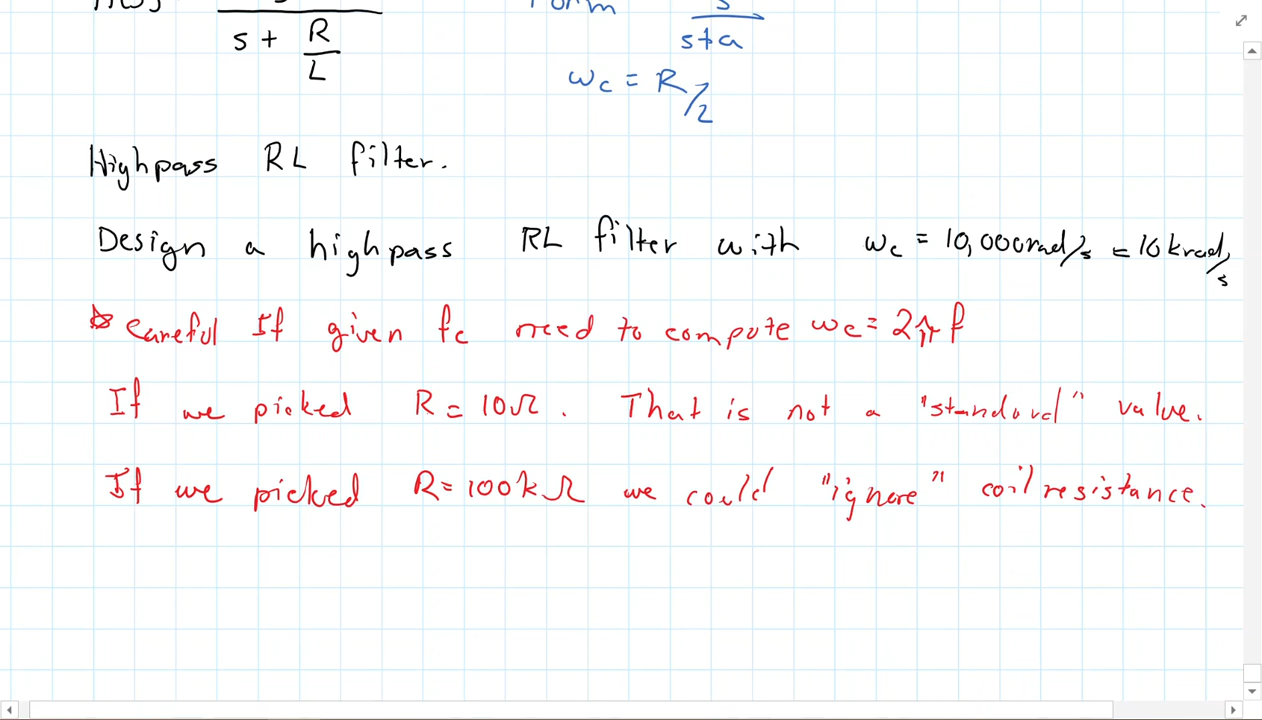 s + R/L
s+a
ωc = R/2
Highpass RL filter.
Design a highpass RL filter with ωc = 10,000rad/s = 10krad/s
☆ Careful If given fc need to compute ωc = 2πf
If we picked R = 10Ω. That is not a "standard" value.
If we picked R = 100kΩ we could "ignore" coil resistance.